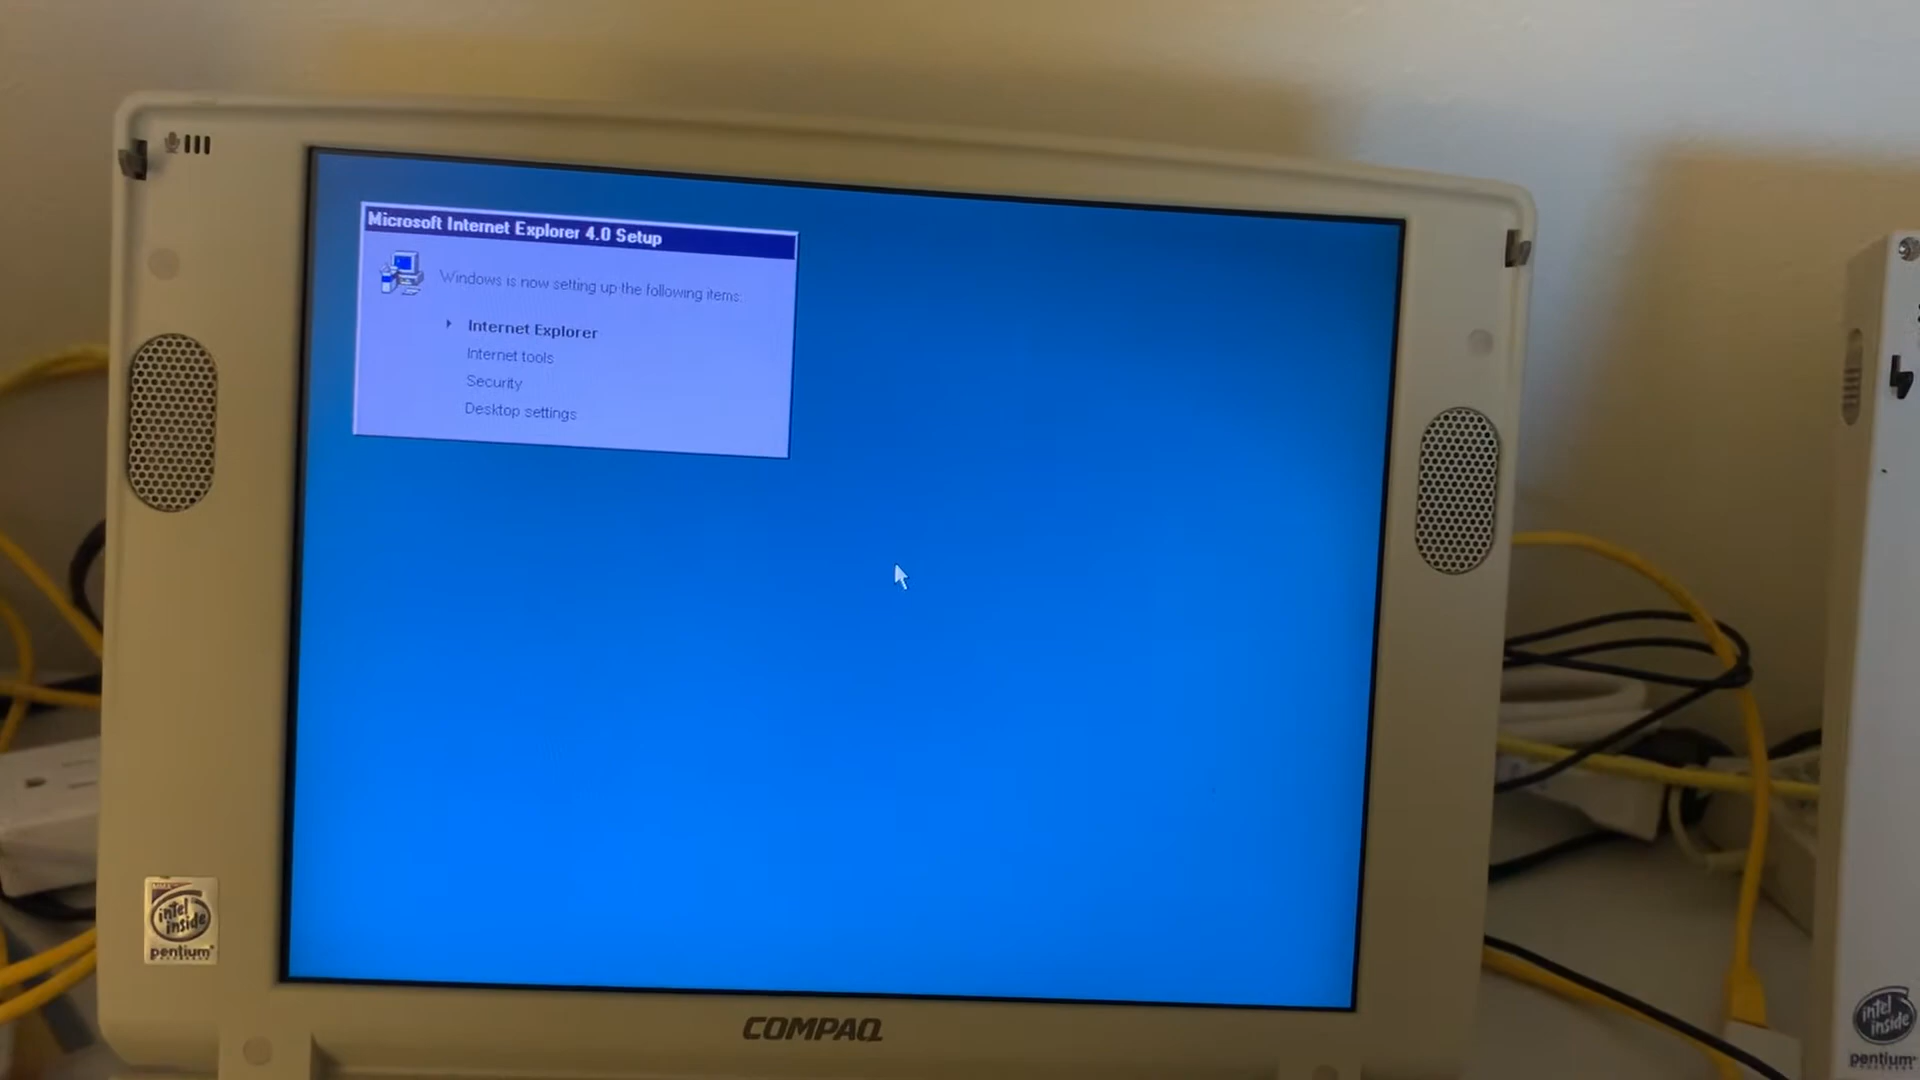 Microsoft Internet Explorer 4.0 Setup
Windows is now setting up the following items:
Internet Explorer
Internet tools
Security
Desktop settings
MMX
intel
inside
pentium
COMPAQ
intel
inside
pentium